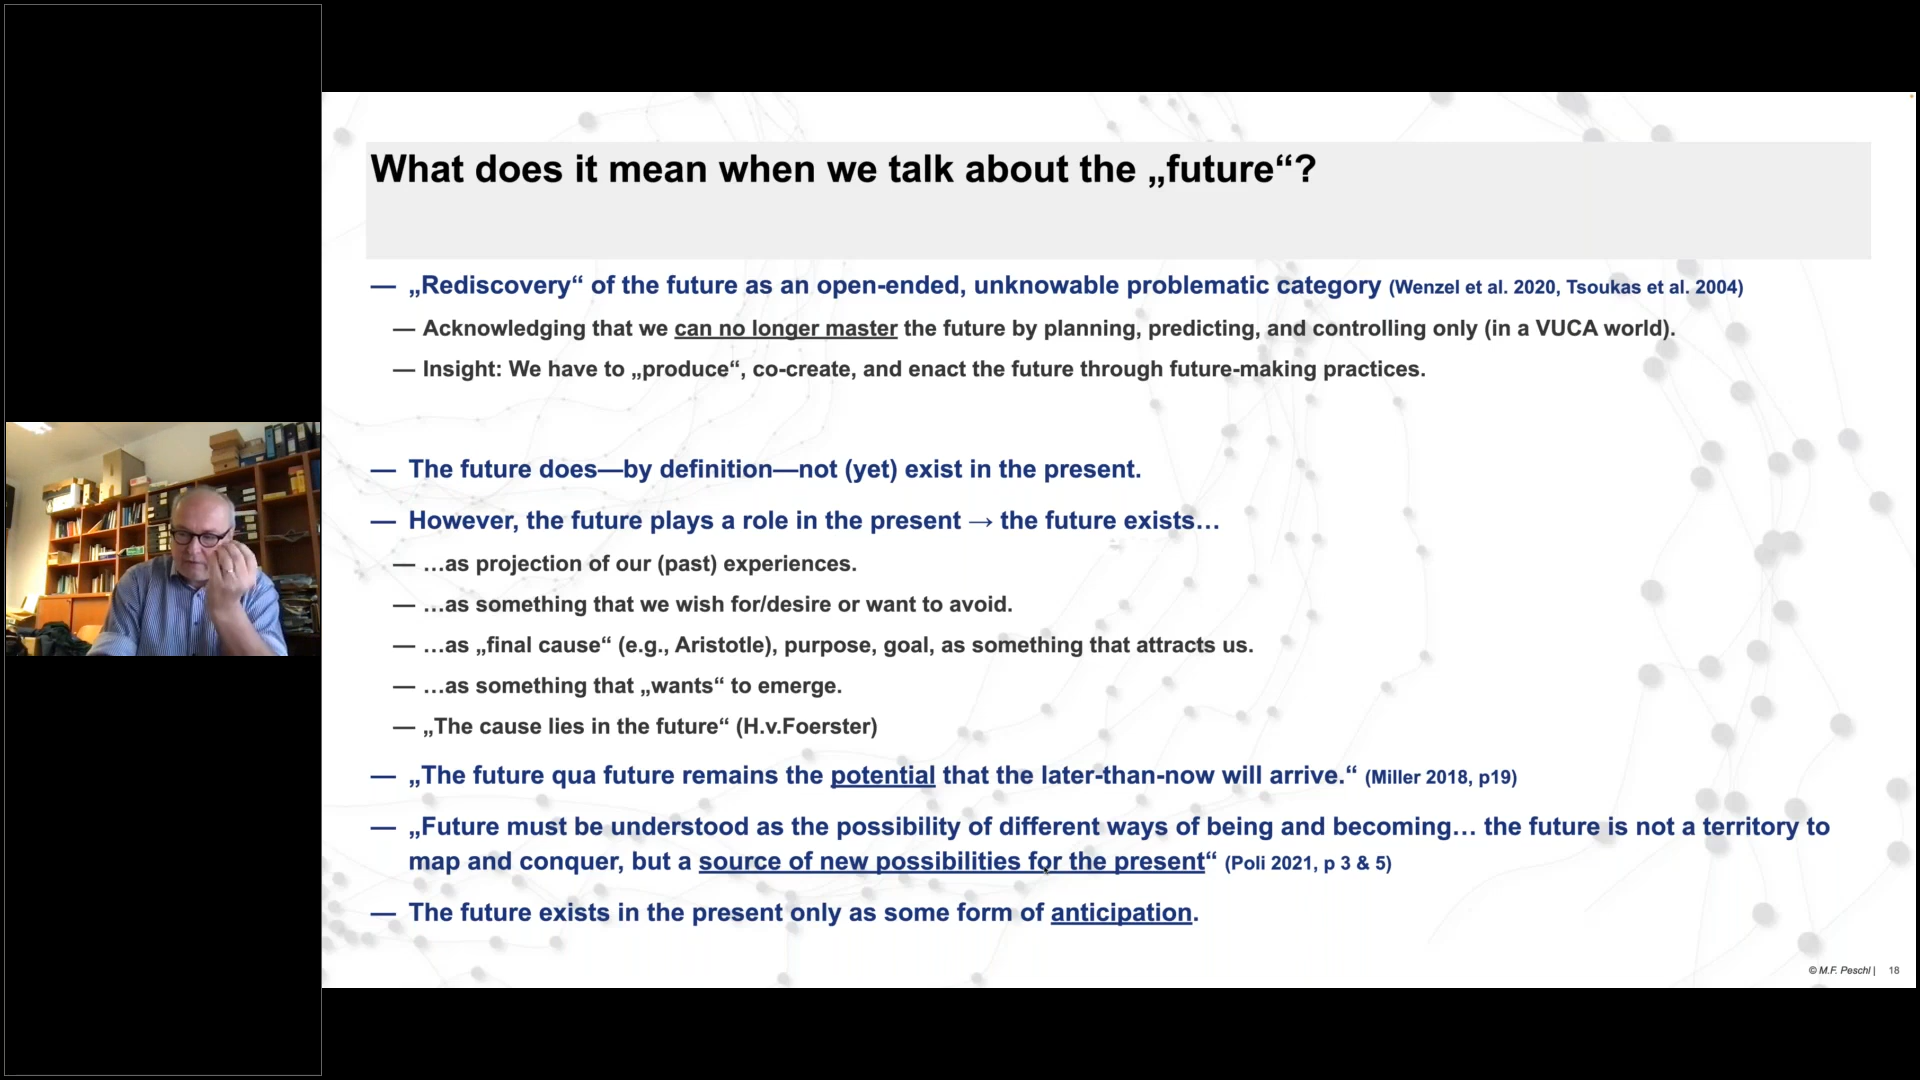 What does it mean when we talk about the „future“?
— „Rediscovery“ of the future as an open-ended, unknowable problematic category (Wenzel et al. 2020, Tsoukas et al. 2004)
— Acknowledging that we can no longer master the future by planning, predicting, and controlling only (in a VUCA world).
— Insight: We have to „produce“, co-create, and enact the future through future-making practices.
— The future does—by definition—not (yet) exist in the present.
— However, the future plays a role in the present → the future exists…
— …as projection of our (past) experiences.
— …as something that we wish for/desire or want to avoid.
— …as „final cause“ (e.g., Aristotle), purpose, goal, as something that attracts us.
— …as something that „wants“ to emerge.
— „The cause lies in the future“ (H.v.Foerster)
— „The future qua future remains the potential that the later-than-now will arrive.“ (Miller 2018, p19)
— „Future must be understood as the possibility of different ways of being and becoming… the future is not a territory to
map and conquer, but a source of new possibilities for the present“ (Poli 2021, p 3 & 5)
— The future exists in the present only as some form of anticipation.
© M.F. Peschl | 18